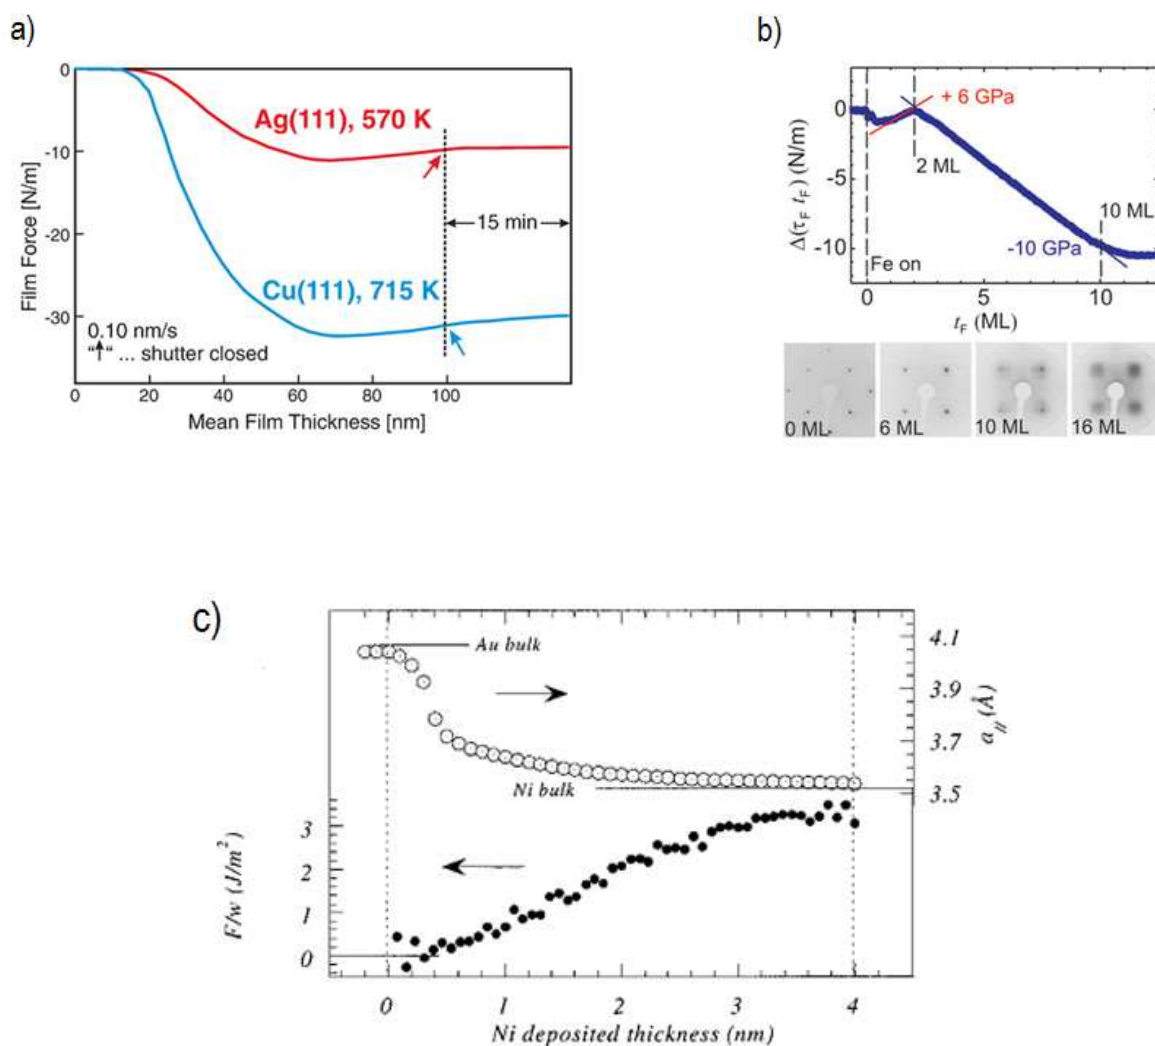 a)
0
-10
-20
-30
Film Force [N/m]
Ag(111), 570 K
15 min
Cu(111), 715 K
0.10 nm/s
"↑" ... shutter closed
0 20 40 60 80 100
Mean Film Thickness [nm]
b)
0
-5
-10
Δ(τF tF) (N/m)
+ 6 GPa
2 ML
10 ML
-10 GPa
Fe on
0 5 10
tF (ML)
0 ML
6 ML
10 ML
16 ML
c)
Au bulk
Ni bulk
4.1
3.9
3.7
3.5
a// (Å)
3
2
1
0
F/w (J/m²)
0 1 2 3 4
Ni deposited thickness (nm)